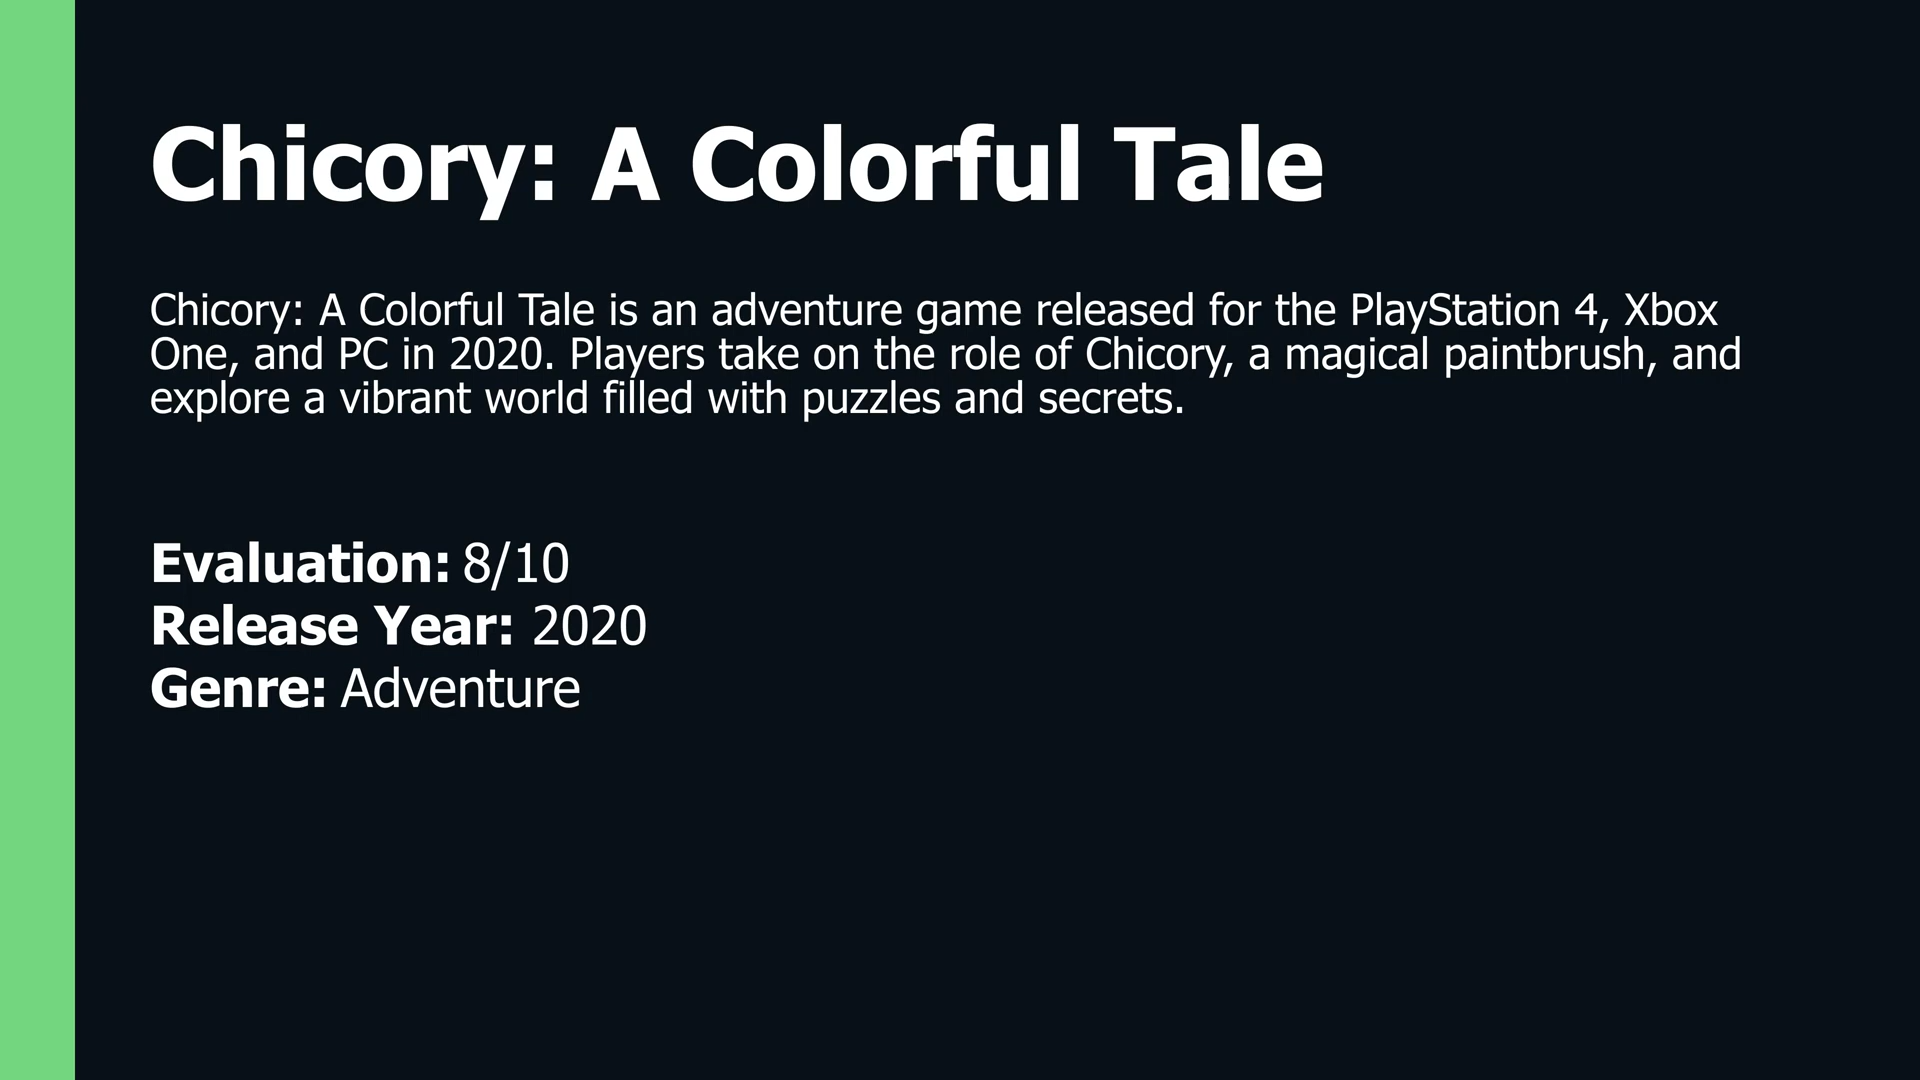 Chicory: A Colorful Tale
Chicory: A Colorful Tale is an adventure game released for the PlayStation 4, Xbox
One, and PC in 2020. Players take on the role of Chicory, a magical paintbrush, and
explore a vibrant world filled with puzzles and secrets.
Evaluation: 8/10
Release Year: 2020
Genre: Adventure